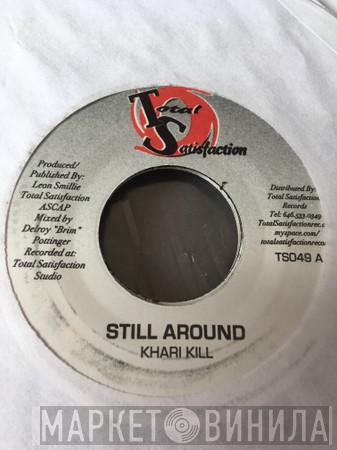 Total
Satisfaction
Produced/
Published By:
Leon Smillie
Total Satisfaction
ASCAP
Mixed by
Delroy "Brim"
Pottinger
Recorded at:
Total Satisfaction
Studio
Distributed By:
Total Satisfaction
Records
Tel: 646.533.0349
TotalSatisfactionrec.c
myspace.com/
totalsatisfactionreco
TS049 A
STILL AROUND
KHARI KILL
МАРКЕТ ВИНИЛА